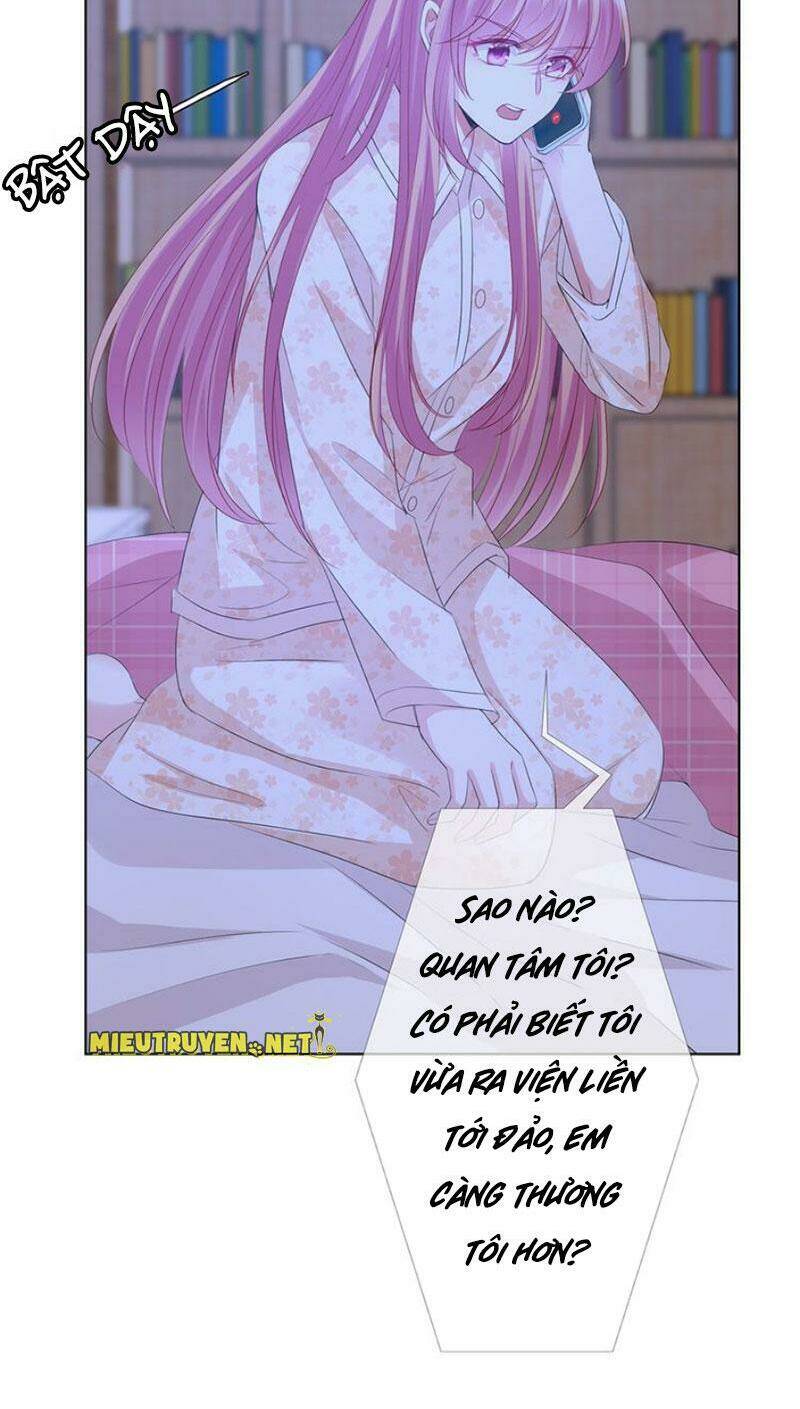 BẬT DẬY
SAO NÀO?
QUAN TÂM TÔI?
CÓ PHẢI BIẾT TÔI
VỪA RA VIỆN LIỀN
TỚI ĐẢO, EM
CÀNG THƯƠNG
TÔI HƠN?
MIEUTRUYEN.NET